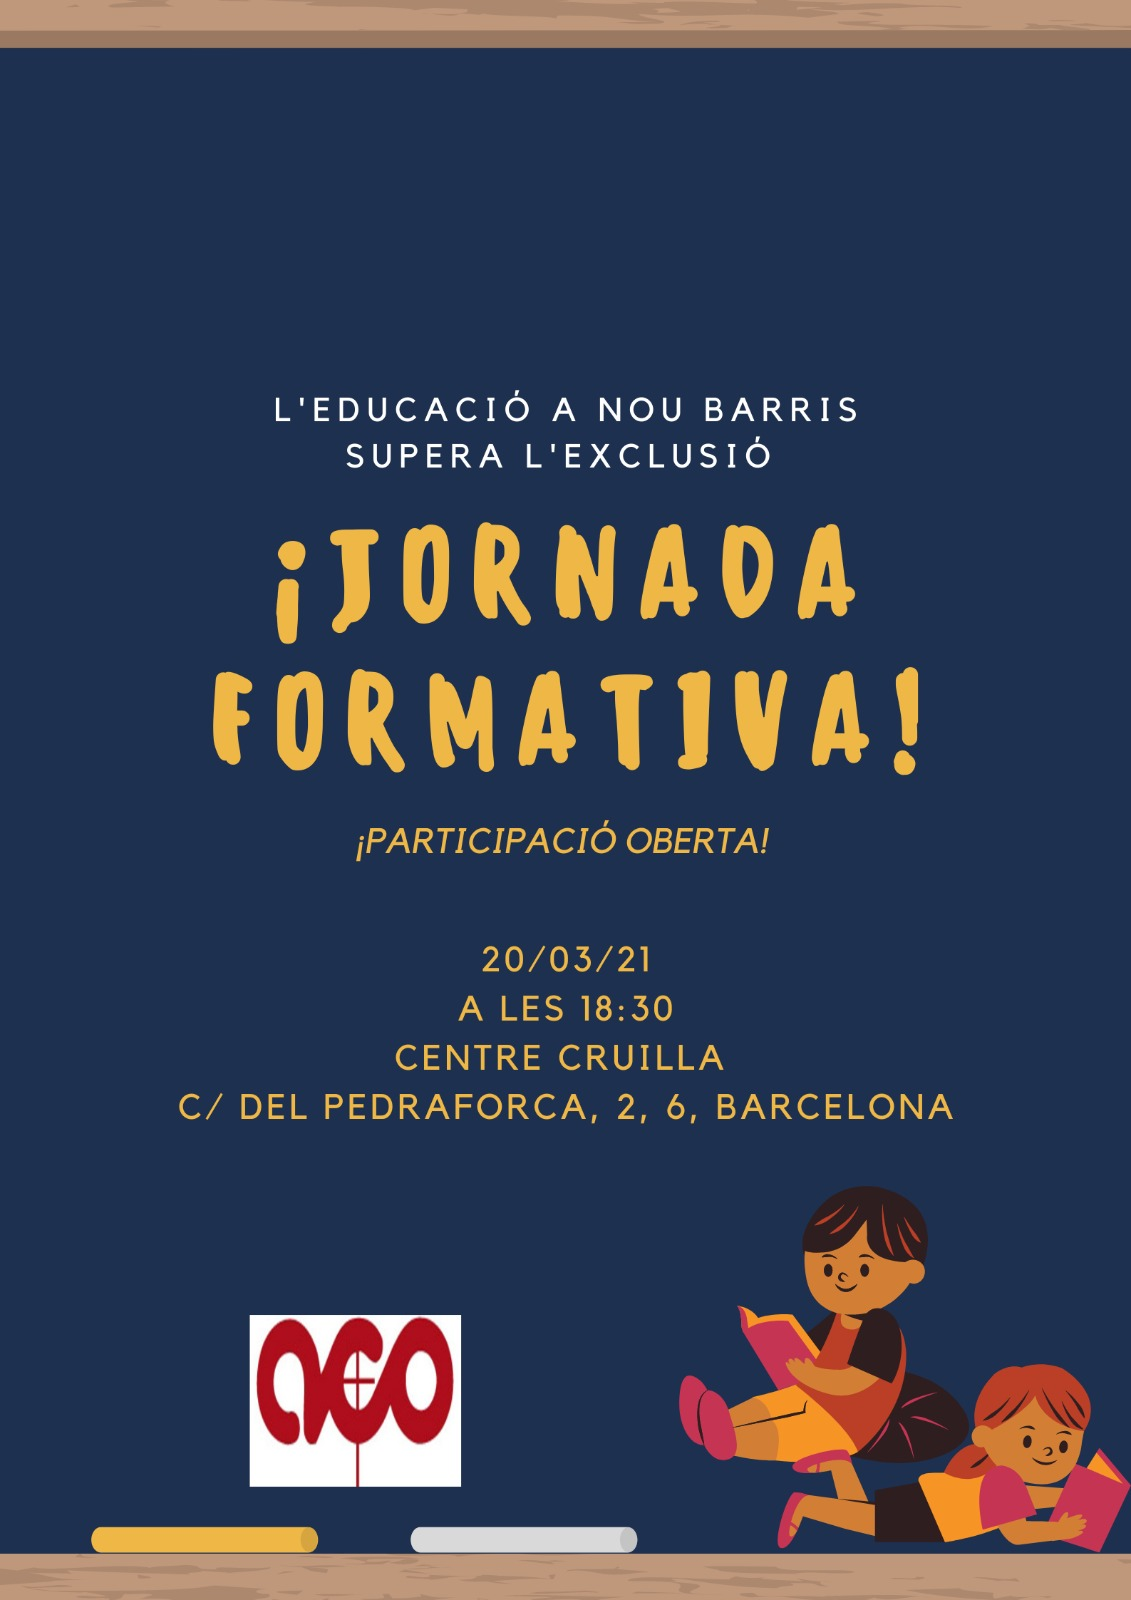 L'EDUCACIÓ A NOU BARRIS
SUPERA L'EXCLUSIÓ
¡JORNADA
FORMATIVA!
¡PARTICIPACIÓ OBERTA!
20/03/21
A LES 18:30
CENTRE CRUILLA
C/ DEL PEDRAFORCA, 2, 6, BARCELONA
aco